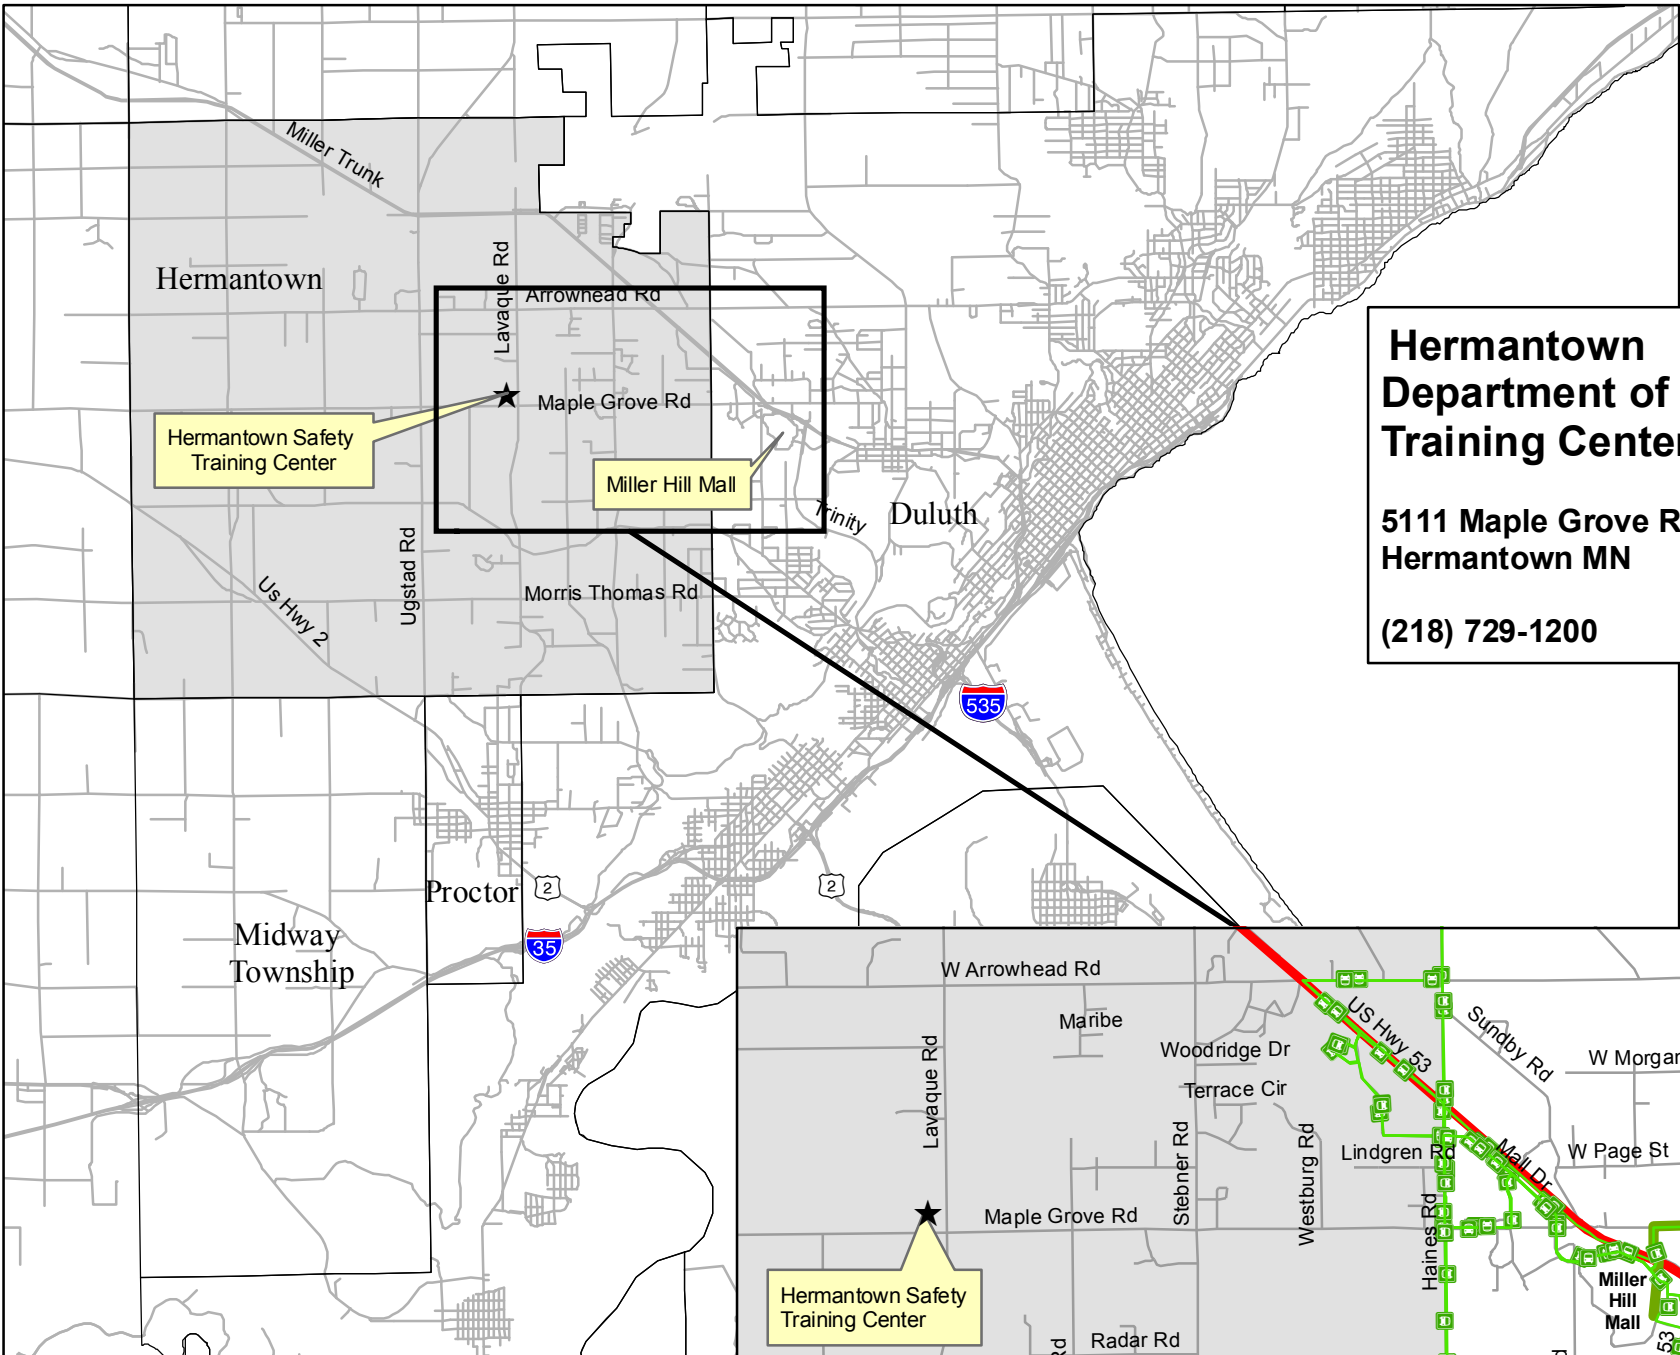 Miller Trunk
Hermantown
Lavaque Rd
Arrowhead Rd
Maple Grove Rd
Hermantown Safety
Training Center
Miller Hill Mall
Trinity
Duluth
Ugstad Rd
Us Hwy 2
Morris Thomas Rd
Hermantown
Department of
Training Center
5111 Maple Grove R
Hermantown MN
(218) 729-1200
535
Proctor
2
2
35
Midway
Township
W Arrowhead Rd
Maribe
Lavaque Rd
Woodridge Dr
Terrace Cir
US Hwy 53
Sundby Rd
W Morgan
Stebner Rd
Westburg Rd
Lindgren Rd
Mall Dr
W Page St
Maple Grove Rd
Haines Rd
Hermantown Safety
Training Center
Miller
Hill
Mall
Radar Rd
Rd
53